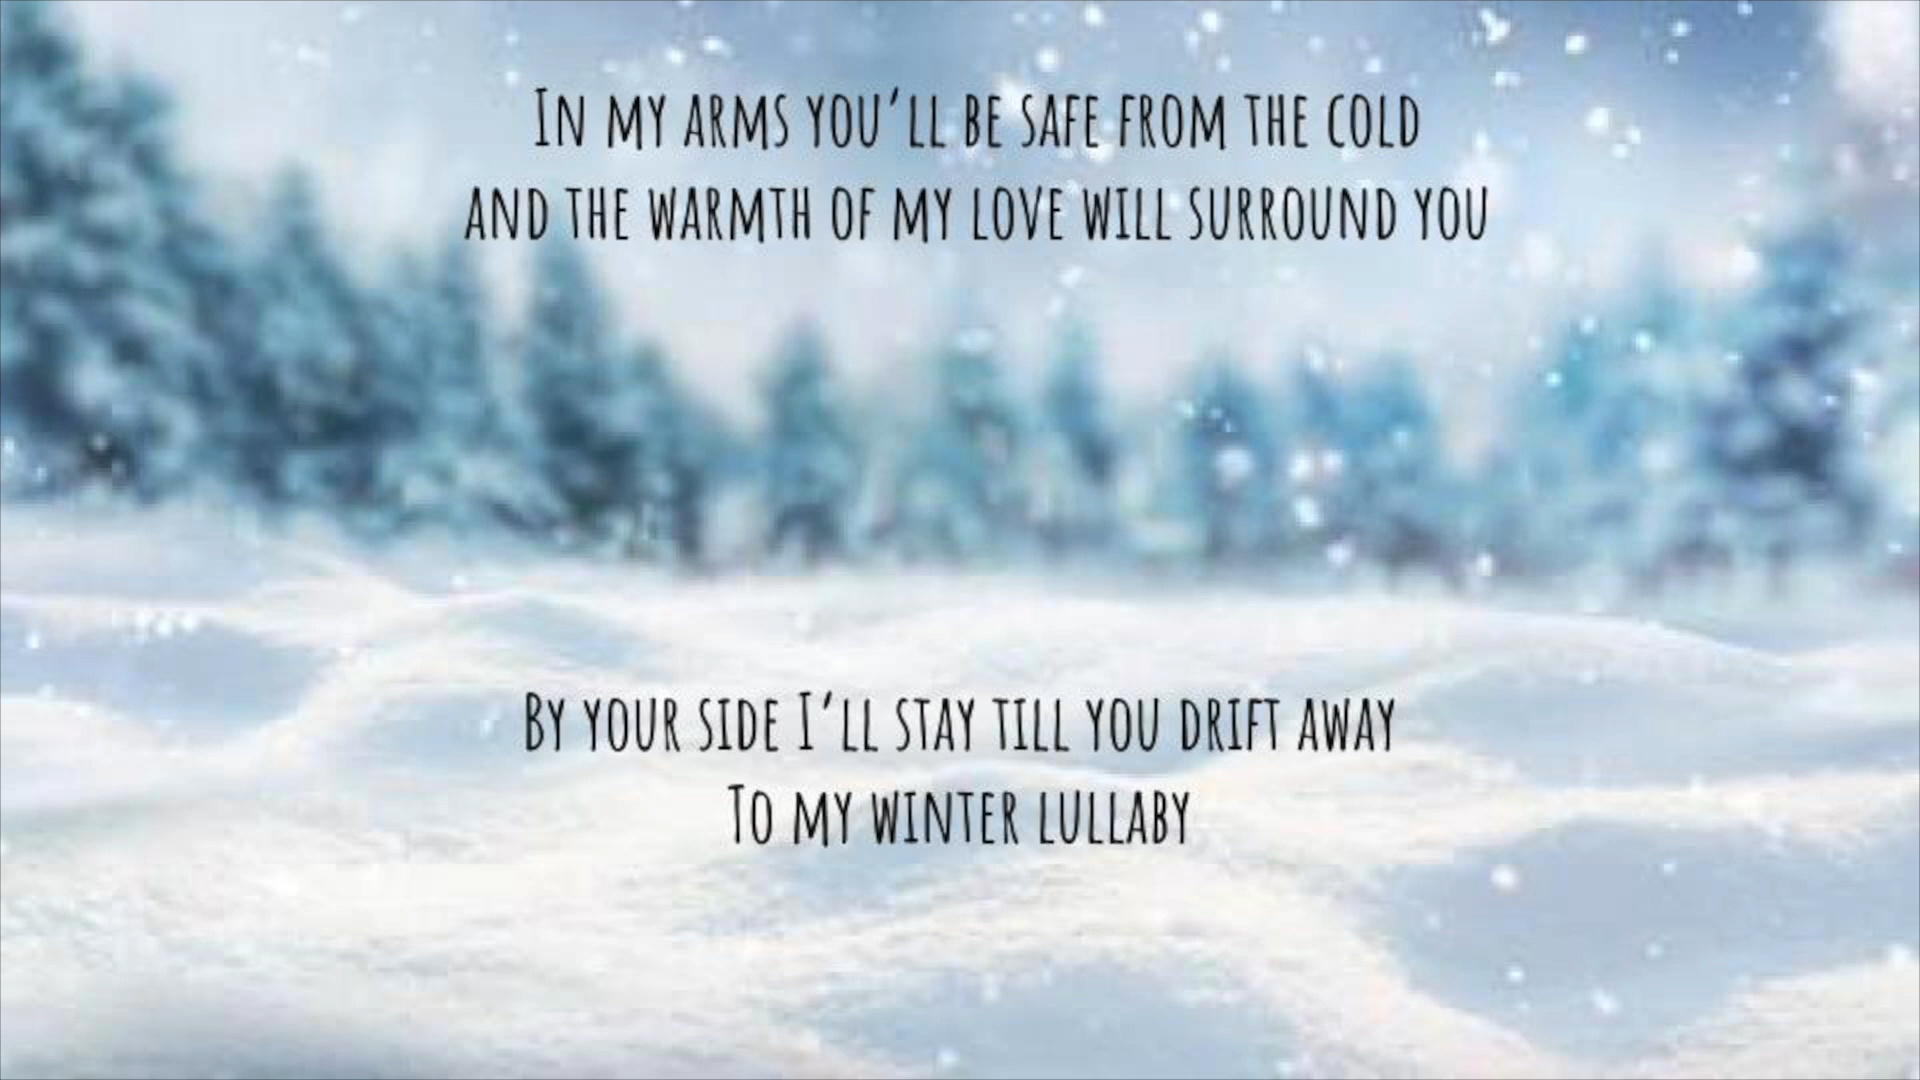 In my arms you'll be safe from the cold
and the warmth of my love will surround you
By your side I'll stay till you drift away
To my winter lullaby